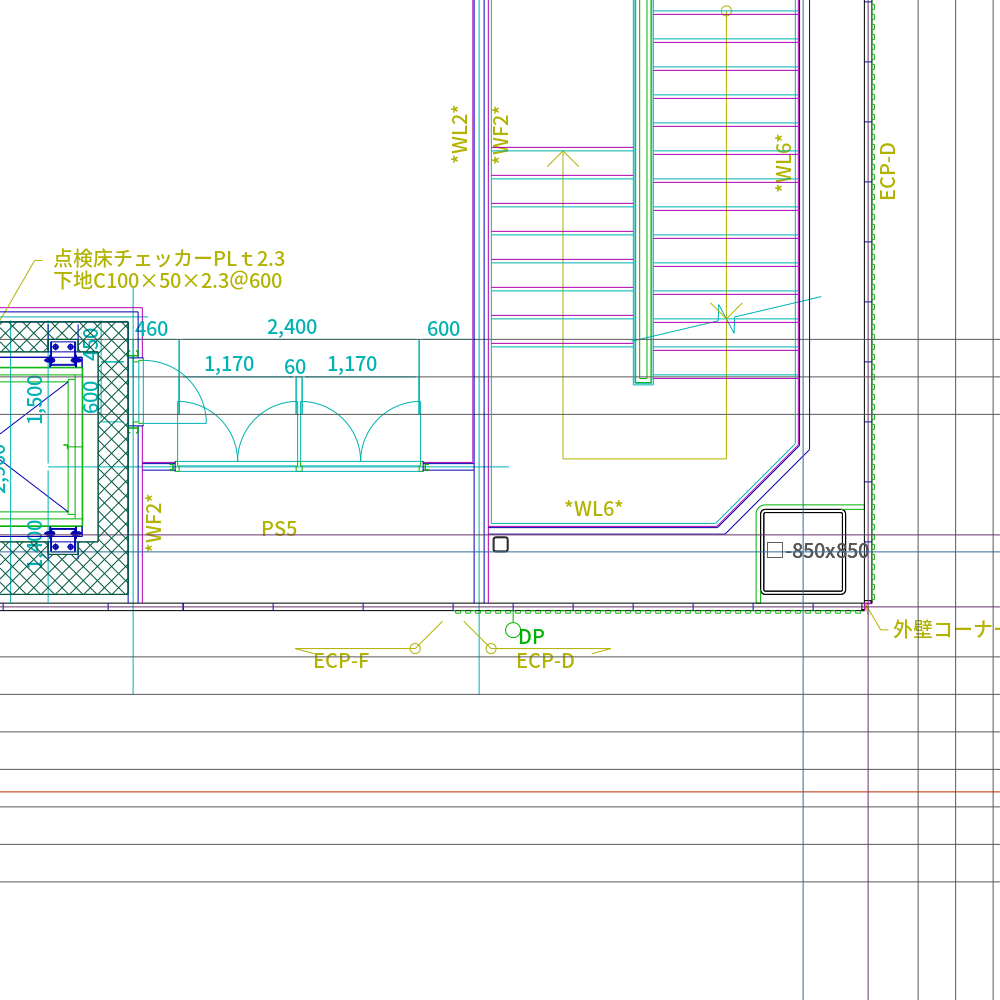 *WL2*
*WF2*
*WL6*
ECP-D
点検床チェッカーPLｔ2.3
下地C100×50×2.3＠600
460
2,400
600
1,170
60
1,170
450
1,500
600
*WF2*
PS5
*WL6*
1,400
□-850x850
DP
ECP-F
ECP-D
外壁コーナー